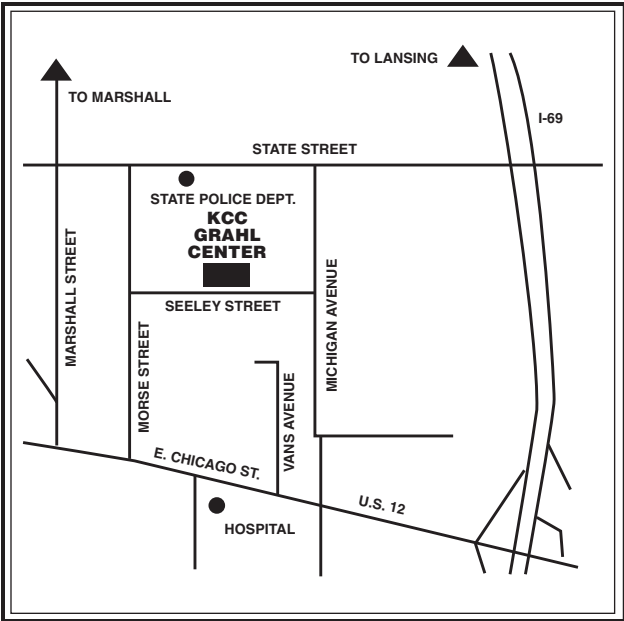 TO LANSING
TO MARSHALL
I-69
STATE STREET
STATE POLICE DEPT.
KCC
GRAHL
CENTER
MARSHALL STREET
MICHIGAN AVENUE
SEELEY STREET
MORSE STREET
VANS AVENUE
E. CHICAGO ST.
U.S. 12
HOSPITAL